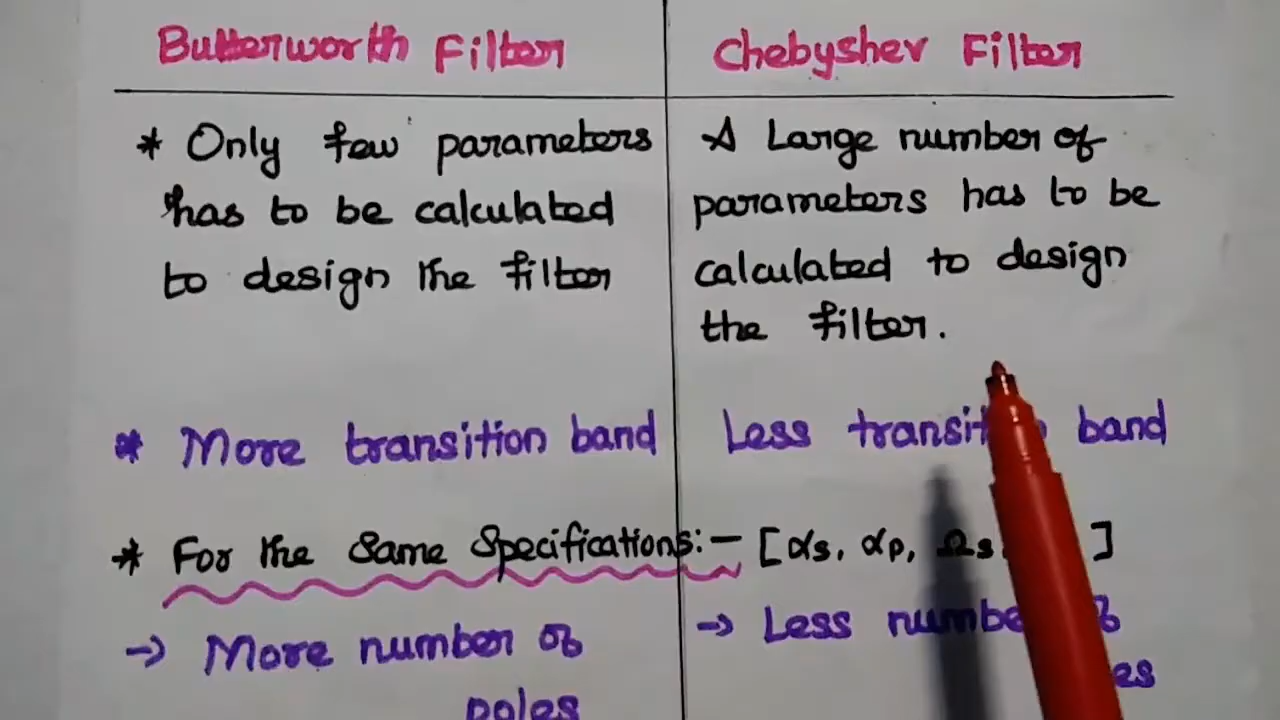 Butterworth Filter
* Only few parameters
has to be calculated
to design the filter
* More transition band
Chebyshev Filter
A Large number of
parameters has to be
calculated to design
the filter.
Less band
* For the Same Specifications:- [αs, αp, Ωs ]
→ More number of
poles
→ Less